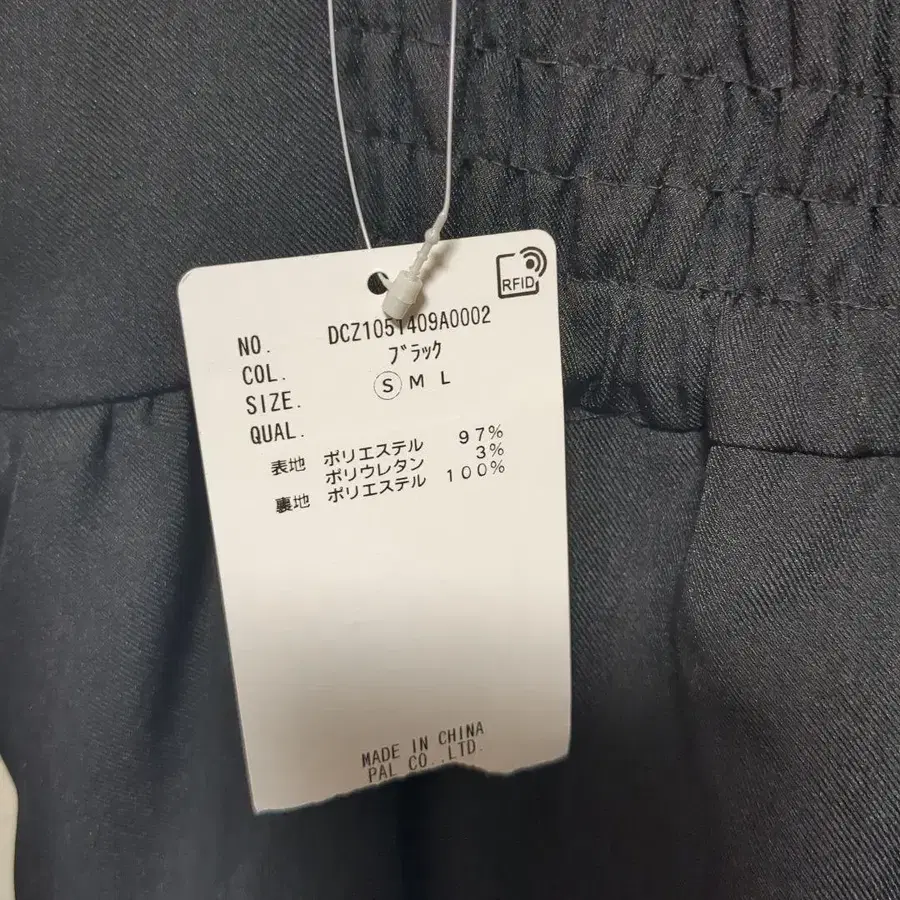 RFID
NO. DCZ1051409A0002
COL. ブラック
SIZE. S M L
QUAL.
表地 ポリエステル 97%
ポリウレタン 3%
裏地 ポリエステル 100%
MADE IN CHINA
PAL CO.,LTD.